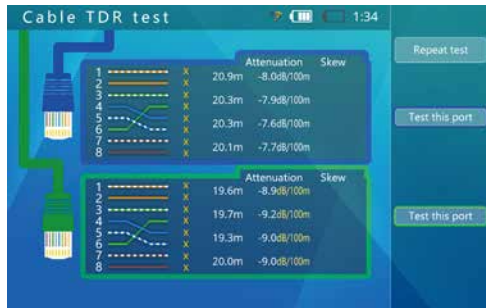 Cable TDR test 1:34
Repeat test
Attenuation Skew
1 X 20.9m -8.0dB/100m
2 X
3 X 20.3m -7.9dB/100m
4 X
5 X 20.3m -7.6dB/100m
6 X
7 X 20.1m -7.7dB/100m
8 X
Test this port
Attenuation Skew
1 X 19.6m -8.9dB/100m
2 X
3 X 19.7m -9.2dB/100m
4 X
5 X 19.3m -9.0dB/100m
6 X
7 X 20.0m -9.0dB/100m
8 X
Test this port